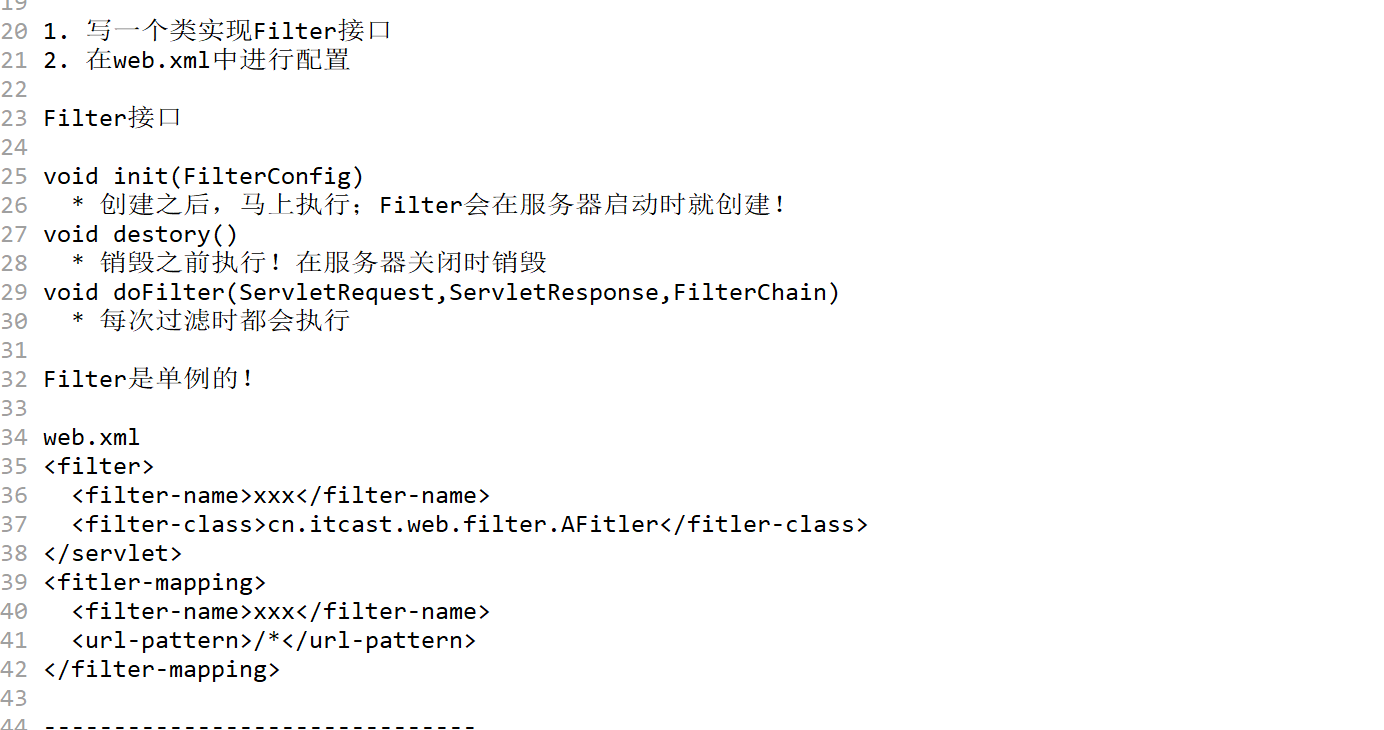 19
20 1. 写一个类实现Filter接口
21 2. 在web.xml中进行配置
22
23 Filter接口
24
25 void init(FilterConfig)
26   * 创建之后，马上执行；Filter会在服务器启动时就创建！
27 void destory()
28   * 销毁之前执行！在服务器关闭时销毁
29 void doFilter(ServletRequest,ServletResponse,FilterChain)
30   * 每次过滤时都会执行
31
32 Filter是单例的！
33
34 web.xml
35 <filter>
36   <filter-name>xxx</filter-name>
37   <filter-class>cn.itcast.web.filter.AFitler</fitler-class>
38 </servlet>
39 <fitler-mapping>
40   <filter-name>xxx</filter-name>
41   <url-pattern>/*</url-pattern>
42 </filter-mapping>
43
44 -------------------------------